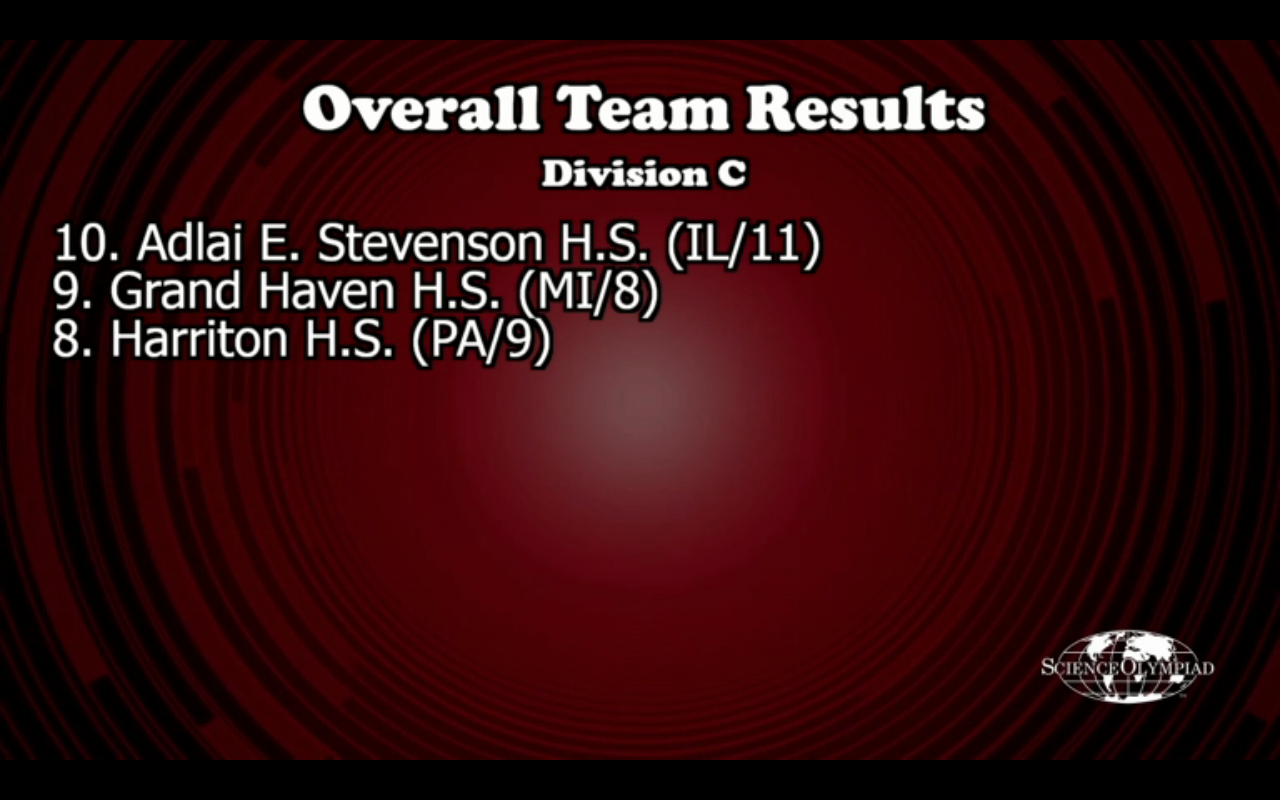 Overall Team Results
Division C
10. Adlai E. Stevenson H.S. (IL/11)
9. Grand Haven H.S. (MI/8)
8. Harriton H.S. (PA/9)
SCIENCE OLYMPIAD